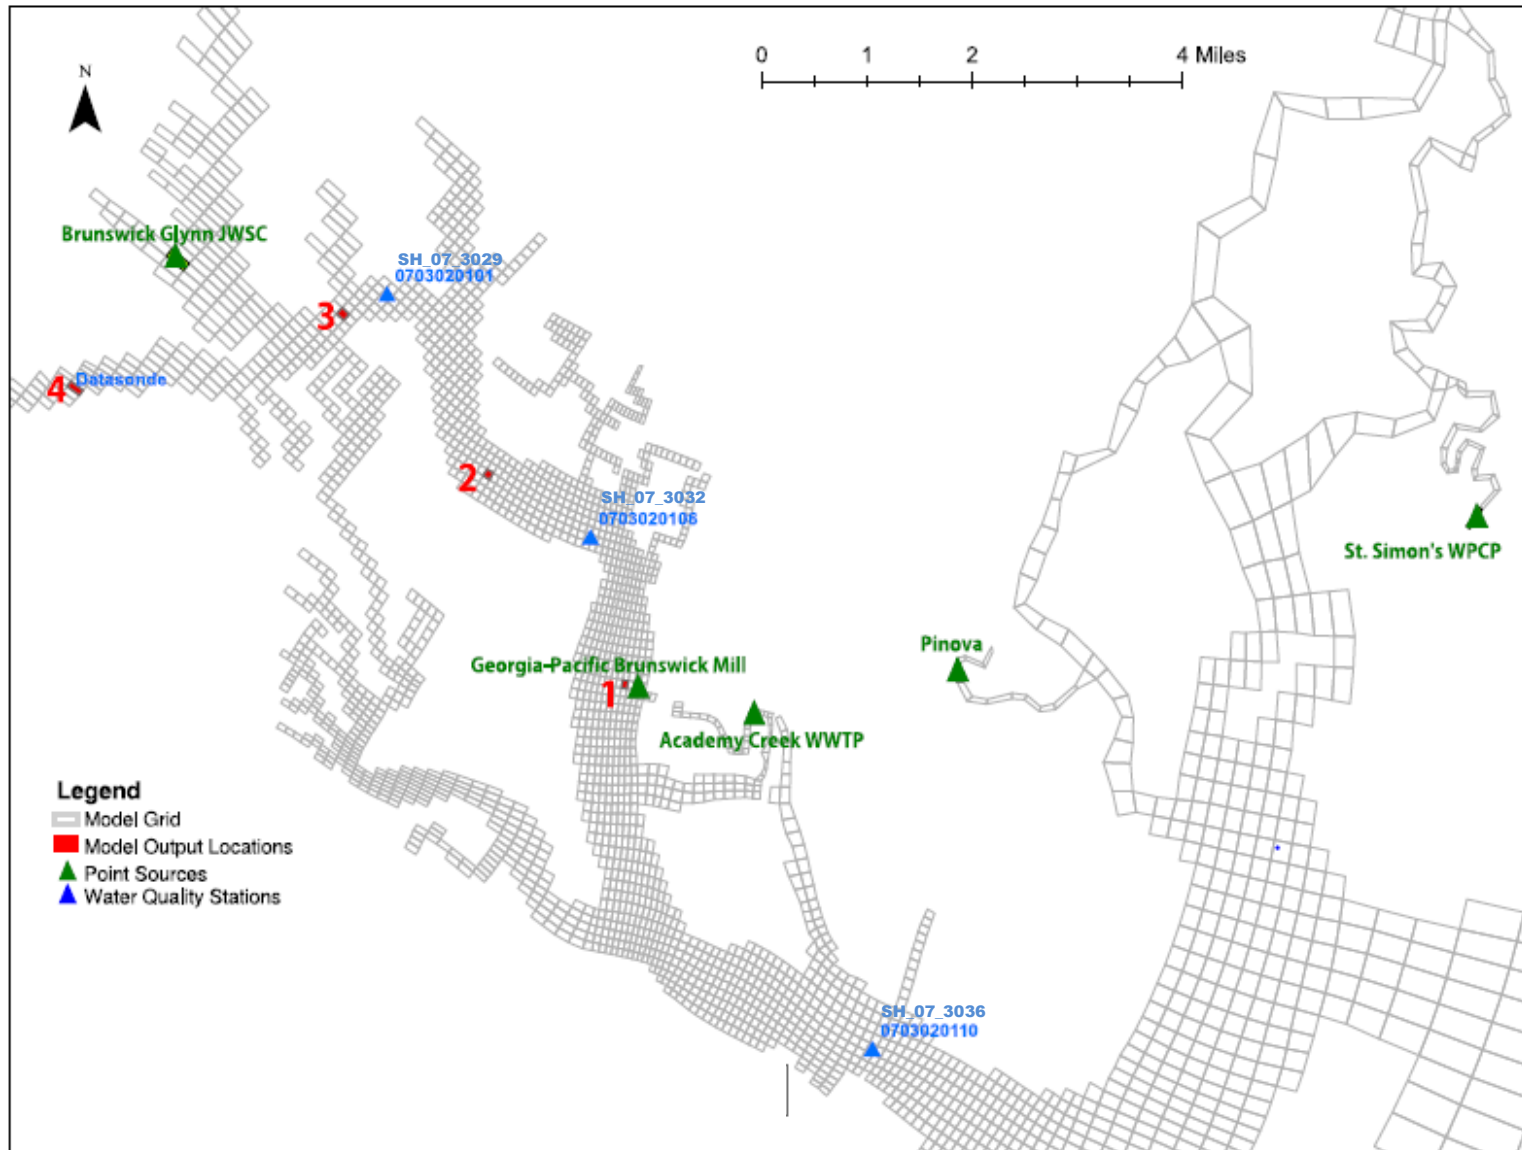 0 1 2 4 Miles
N
Brunswick Glynn JWSC
SH_07_3029
0703020101
3
4 Datasonde
2
SH_07_3032
0703020106
St. Simon's WPCP
Pinova
Georgia-Pacific Brunswick Mill
1
Academy Creek WWTP
Legend
Model Grid
Model Output Locations
Point Sources
Water Quality Stations
SH_07_3036
0703020110